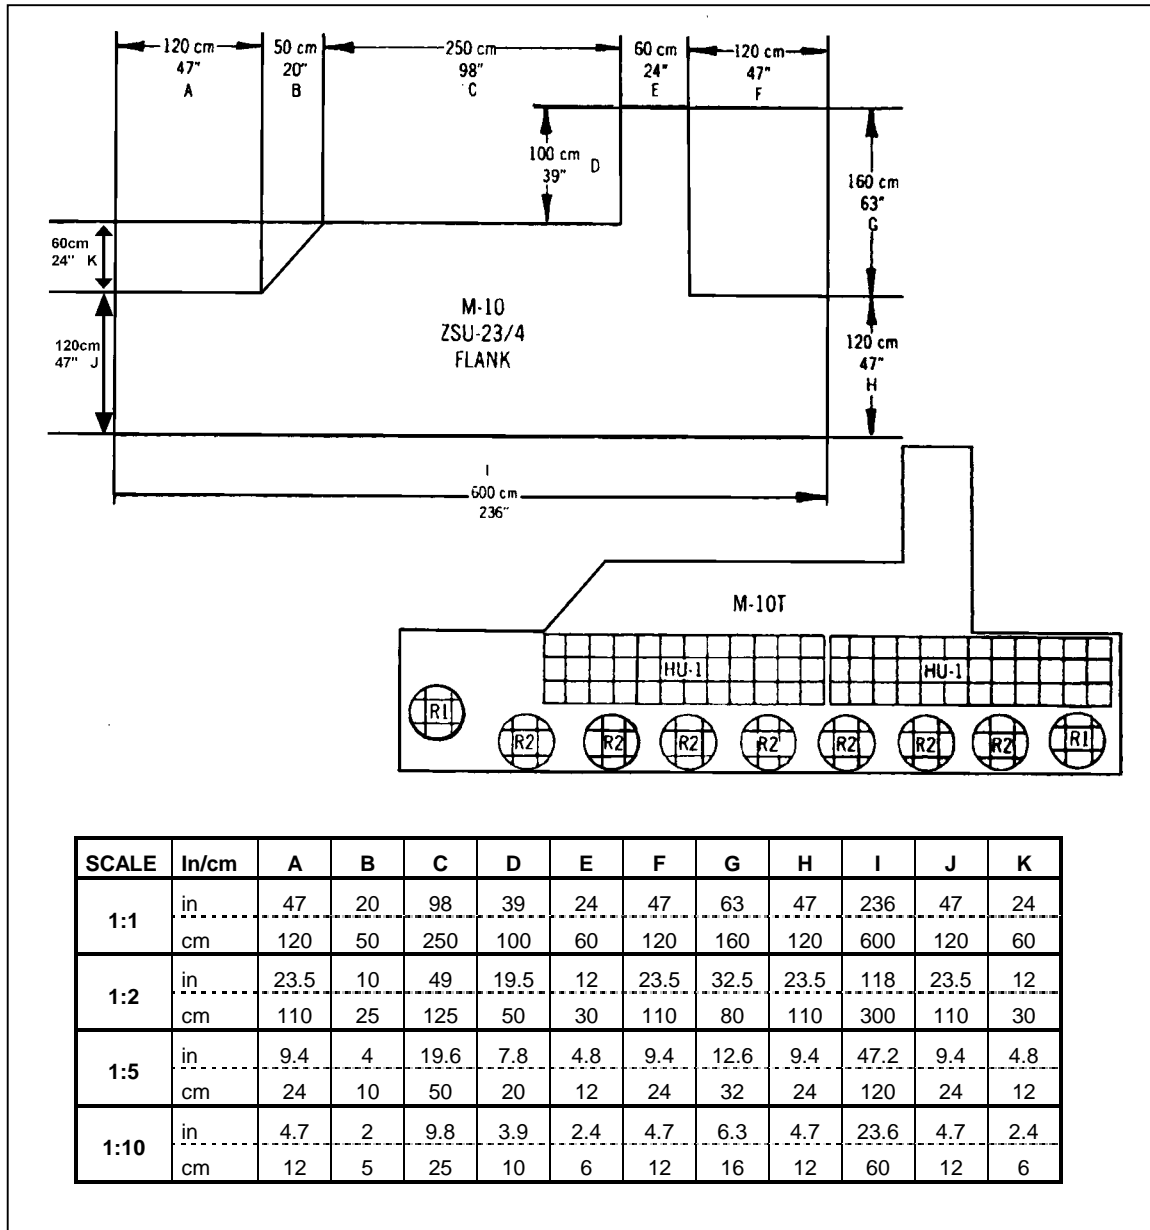 120 cm
47"
A
50 cm
20"
B
250 cm
98"
C
60 cm
24"
E
120 cm
47"
F
100 cm
39" D
160 cm
63"
G
60cm
24" K
M-10
ZSU-23/4
FLANK
120cm
47" J
120 cm
47"
H
I
600 cm
236"
M-10T
HU-1 HU-1
R1 R2 R2 R2 R2 R2 R2 R2 R1
SCALE In/cm A B C D E F G H I J K
1:1
in 47 20 98 39 24 47 63 47 236 47 24
cm 120 50 250 100 60 120 160 120 600 120 60
1:2
in 23.5 10 49 19.5 12 23.5 32.5 23.5 118 23.5 12
cm 110 25 125 50 30 110 80 110 300 110 30
1:5
in 9.4 4 19.6 7.8 4.8 9.4 12.6 9.4 47.2 9.4 4.8
cm 24 10 50 20 12 24 32 24 120 24 12
1:10
in 4.7 2 9.8 3.9 2.4 4.7 6.3 4.7 23.6 4.7 2.4
cm 12 5 25 10 6 12 16 12 60 12 6